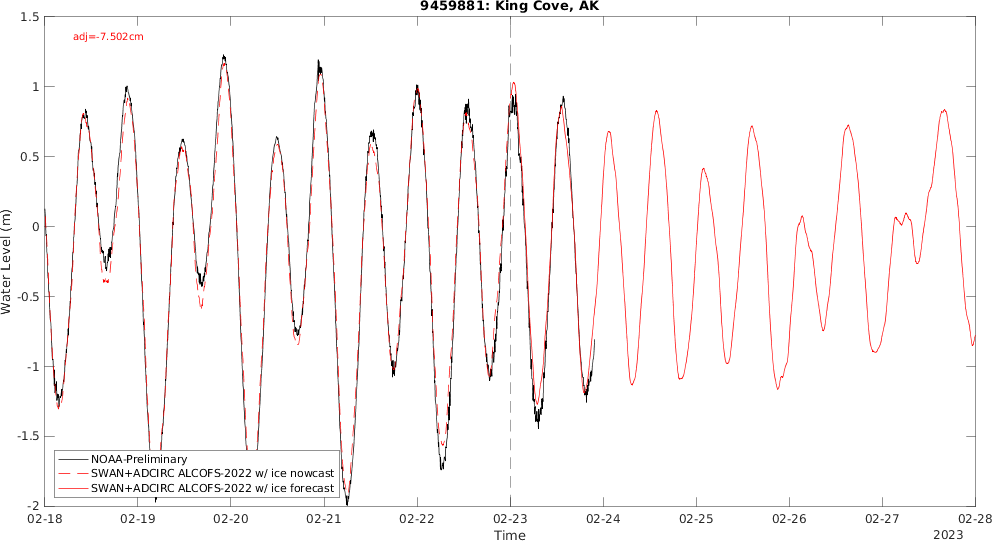 9459881: King Cove, AK
adj=-7.502cm
Water Level (m)
1.5
1
0.5
0
-0.5
-1
-1.5
-2
NOAA-Preliminary
SWAN+ADCIRC ALCOFS-2022 w/ ice nowcast
SWAN+ADCIRC ALCOFS-2022 w/ ice forecast
02-18 02-19 02-20 02-21 02-22 02-23 02-24 02-25 02-26 02-27 02-28
Time
2023